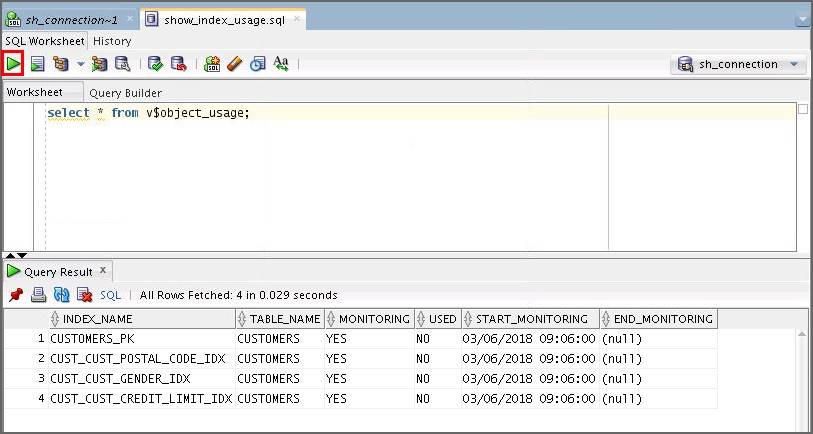 sh_connection~1 × show_index_usage.sql ×
SQL Worksheet History
sh_connection
Worksheet Query Builder
select * from v$object_usage;
Query Result ×
SQL | All Rows Fetched: 4 in 0.029 seconds
INDEX_NAME TABLE_NAME MONITORING USED START_MONITORING END_MONITORING
1 CUSTOMERS_PK CUSTOMERS YES NO 03/06/2018 09:06:00 (null)
2 CUST_CUST_POSTAL_CODE_IDX CUSTOMERS YES NO 03/06/2018 09:06:00 (null)
3 CUST_CUST_GENDER_IDX CUSTOMERS YES NO 03/06/2018 09:06:00 (null)
4 CUST_CUST_CREDIT_LIMIT_IDX CUSTOMERS YES NO 03/06/2018 09:06:00 (null)